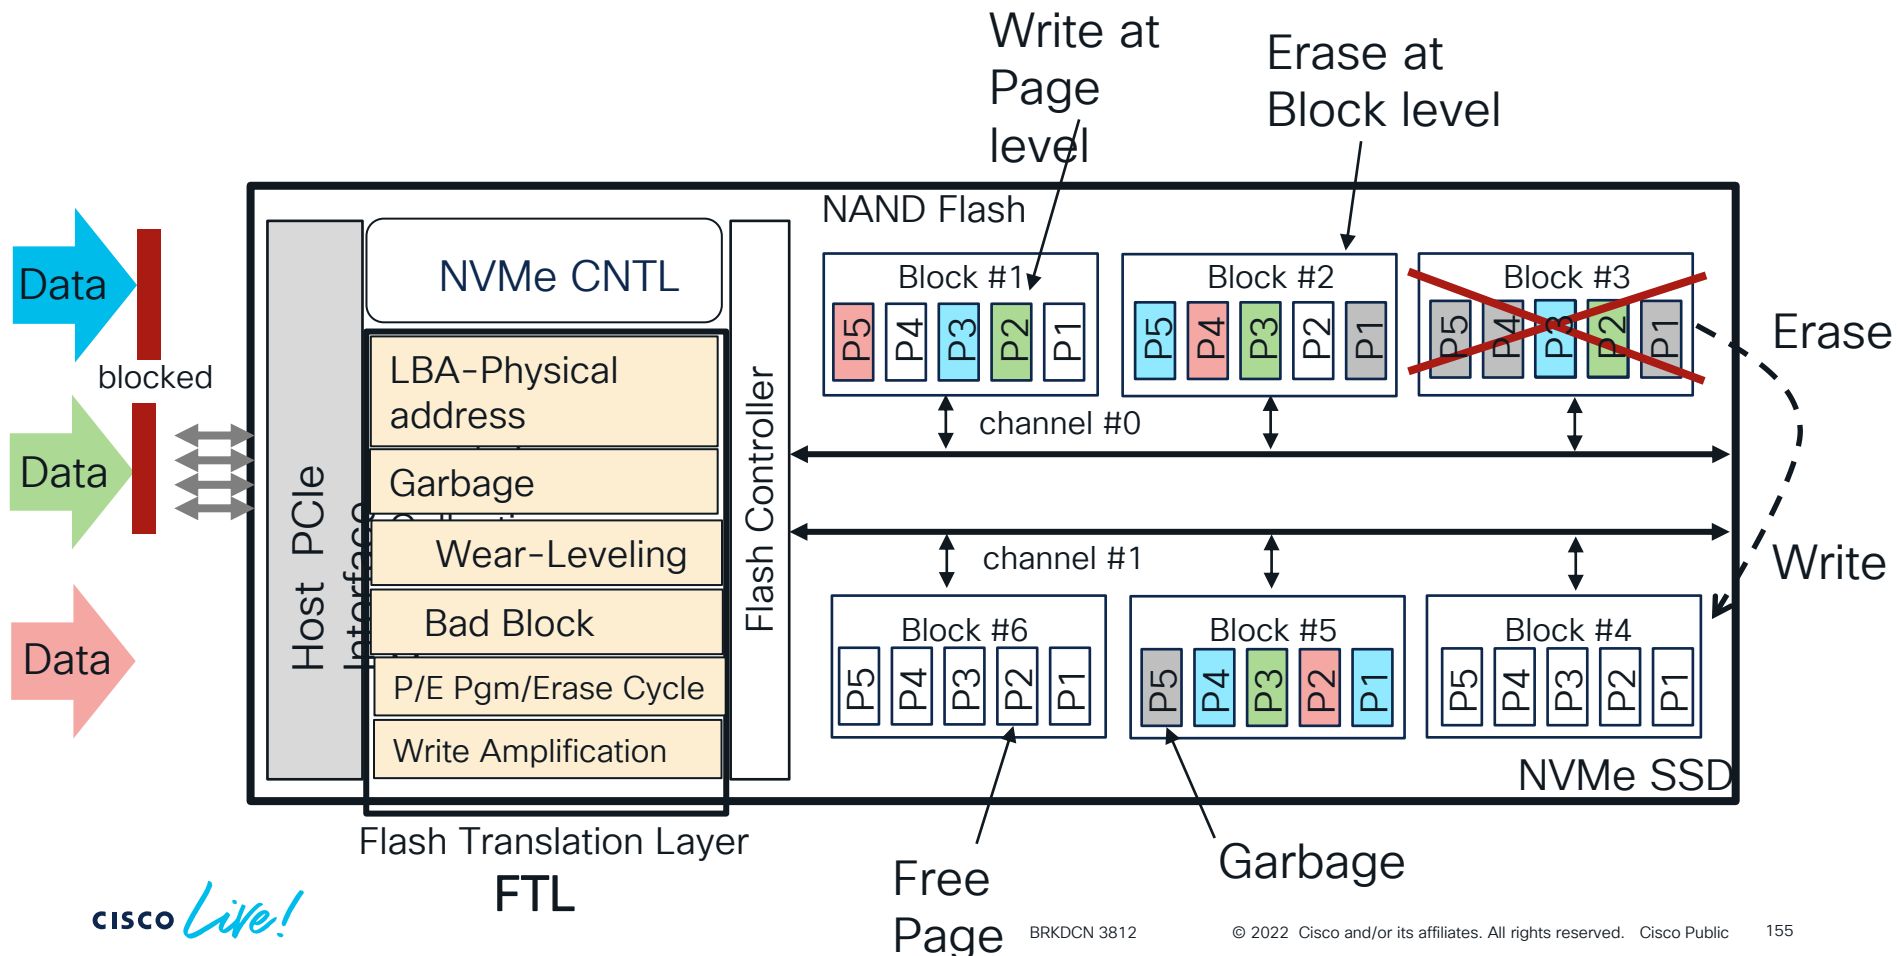 Write at
Page
level
Erase at
Block level
NAND Flash
Data
blocked
Data
Data
Host PCIe
Interface
NVMe CNTL
LBA-Physical
address
Garbage
Wear-Leveling
Bad Block
P/E Pgm/Erase Cycle
Write Amplification
Flash Controller
Block #1
P5 P4 P3 P2 P1
Block #2
P5 P4 P3 P2 P1
Block #3
P5 P4 P3 P2 P1
Erase
channel #0
channel #1
Write
Block #6
P5 P4 P3 P2 P1
Block #5
P5 P4 P3 P2 P1
Block #4
P5 P4 P3 P2 P1
NVMe SSD
Flash Translation Layer
FTL
Free
Page
Garbage
CISCO Live!
BRKDCN 3812
© 2022 Cisco and/or its affiliates. All rights reserved. Cisco Public
155